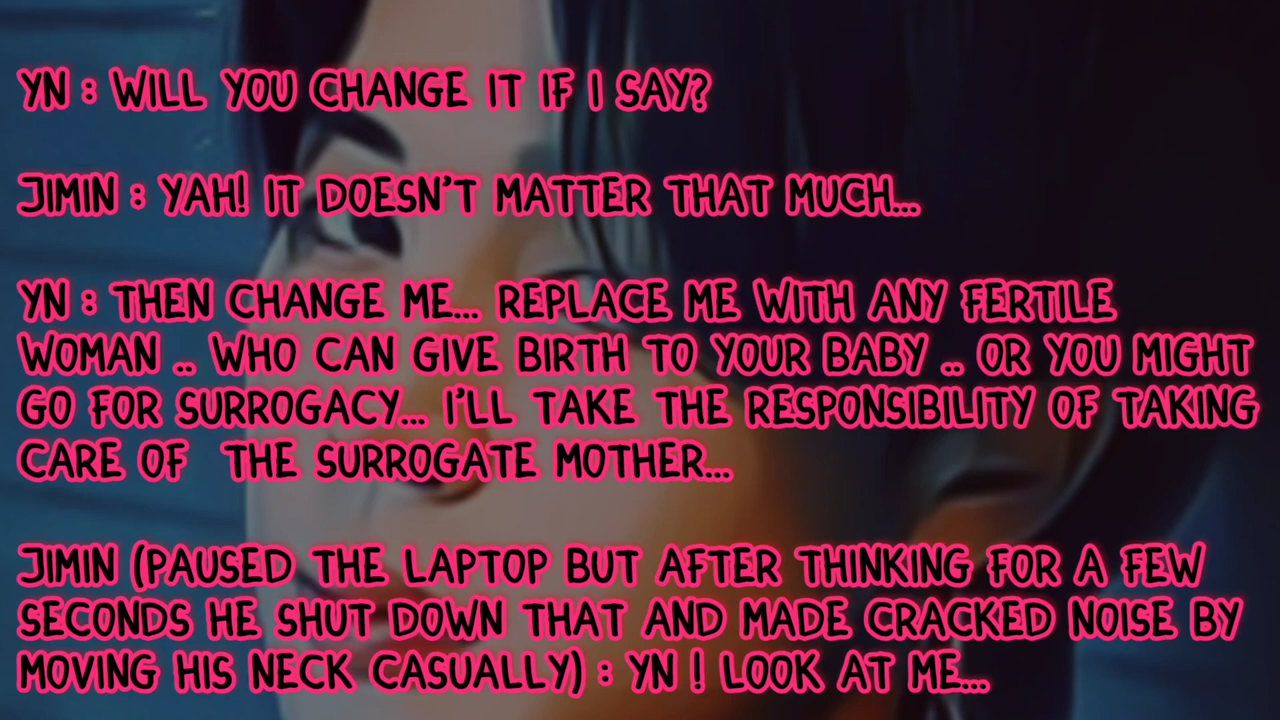 YN : WILL YOU CHANGE IT IF I SAY?
JIMIN : YAH! IT DOESN'T MATTER THAT MUCH...
YN : THEN CHANGE ME... REPLACE ME WITH ANY FERTILE
WOMAN .. WHO CAN GIVE BIRTH TO YOUR BABY .. OR YOU MIGHT
GO FOR SURROGACY... I'LL TAKE THE RESPONSIBILITY OF TAKING
CARE OF THE SURROGATE MOTHER...
JIMIN (PAUSED THE LAPTOP BUT AFTER THINKING FOR A FEW
SECONDS HE SHUT DOWN THAT AND MADE CRACKED NOISE BY
MOVING HIS NECK CASUALLY) : YN ! LOOK AT ME...